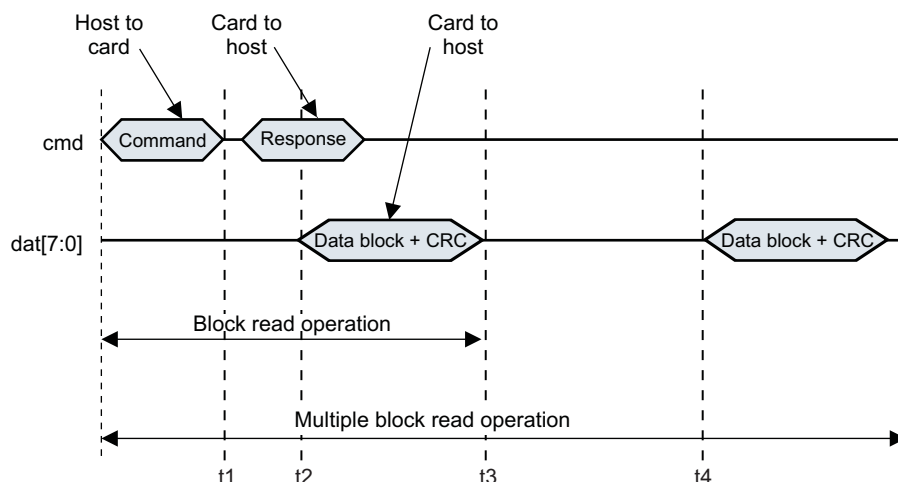 Host to
card
Card to
host
Card to
host
cmd
Command
Response
dat[7:0]
Data block + CRC
Data block + CRC
Block read operation
Multiple block read operation
t1
t2
t3
t4